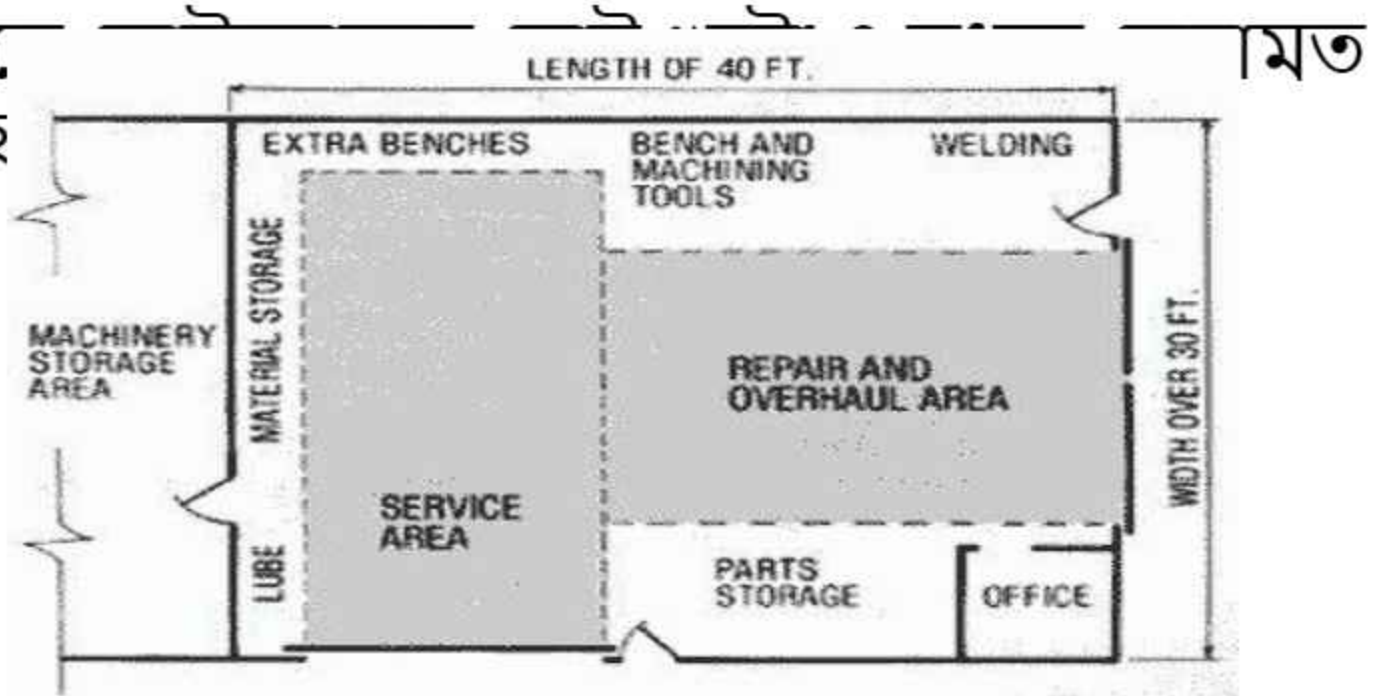 LENGTH OF 40 FT.
EXTRA BENCHES
BENCH AND
MACHINING
TOOLS
WELDING
MATERIAL STORAGE
MACHINERY
STORAGE
AREA
REPAIR AND
OVERHAUL AREA
WIDTH OVER 30 FT.
SERVICE
AREA
LUBE
PARTS
STORAGE
OFFICE